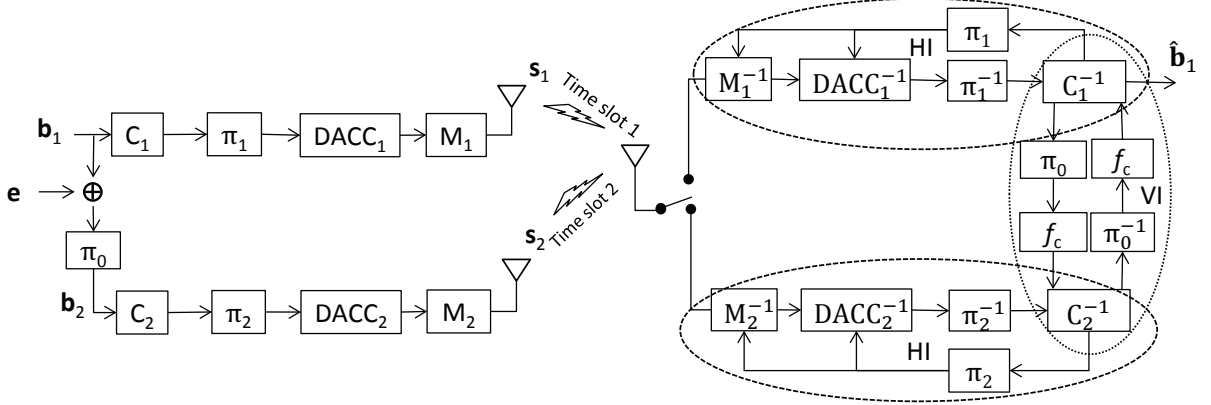 b₁
C₁
π₁
DACC₁
M₁
s₁
Time slot 1
e
⊕
π₀
b₂
C₂
π₂
DACC₂
M₂
s₂
Time slot 2
π₁
HI
M₁⁻¹
DACC₁⁻¹
π₁⁻¹
C₁⁻¹
b̂₁
π₀
f_c
VI
f_c
π₀⁻¹
M₂⁻¹
DACC₂⁻¹
π₂⁻¹
C₂⁻¹
HI
π₂